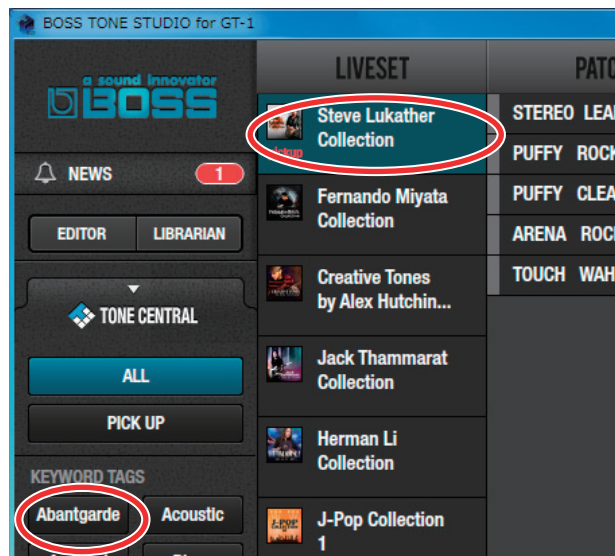 BOSS TONE STUDIO for GT-1
a sound innovator
BOSS
NEWS
1
EDITOR
LIBRARIAN
TONE CENTRAL
ALL
PICK UP
KEYWORD TAGS
Abantgarde
Acoustic
LIVESET
Steve Lukather
Collection
Fernando Miyata
Collection
Creative Tones
by Alex Hutchin...
Jack Thammarat
Collection
Herman Li
Collection
J-Pop Collection
1
PATC
STEREO LEA
PUFFY ROCK
PUFFY CLEA
ARENA ROC
TOUCH WAH